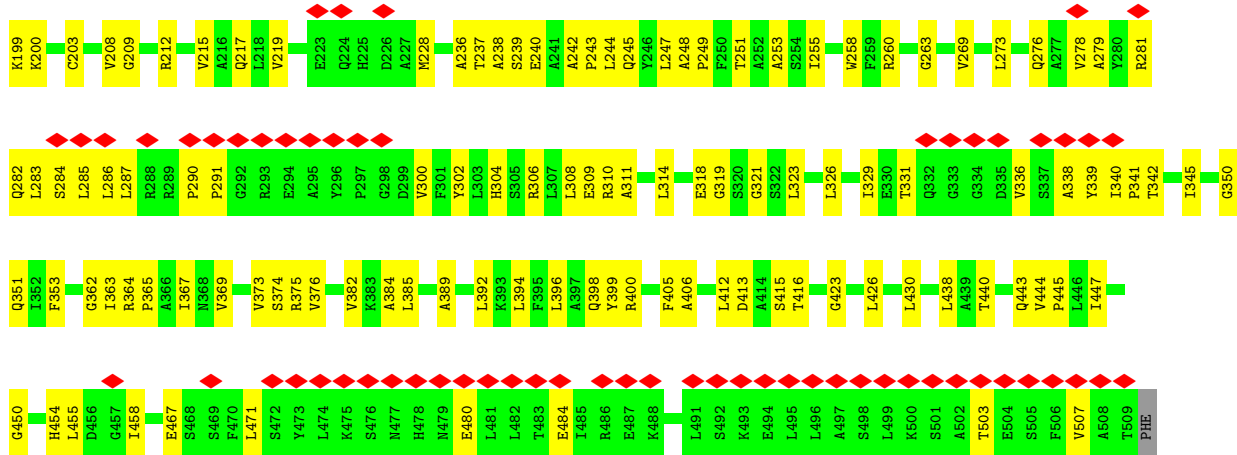 K199 K200 C203 V208 G209 R212 V215 A216 Q217 L218 V219 E223 Q224 H225 D226 A227 M228 A236 T237 A238 S239 E240 A241 A242 P243 L244 Q245 Y246 L247 A248 P249 F250 T251 A252 A253 S254 I255 W258 F259 R260 G263 V269 L273 Q276 A277 V278 A279 Y280 R281
Q282 L283 S284 L285 L286 L287 R288 R289 P290 P291 G292 R293 E294 A295 Y296 P297 G298 D299 V300 F301 Y302 L303 H304 S305 R306 L307 L308 E309 R310 A311 L314 E318 G319 S320 G321 S322 L323 L326 I329 E330 T331 Q332 G333 G334 D335 V336 S337 A338 Y339 I340 P341 T342 I345 G350
Q351 I352 F353 G362 I363 R364 P365 A366 I367 N368 V369 V373 S374 R375 V376 V382 K383 A384 L385 A389 L392 K393 L394 F395 L396 A397 Q398 Y399 R400 F405 A406 L412 D413 A414 S415 T416 G423 L426 L430 L438 A439 T440 Q443 V444 P445 L446 I447
G450 H454 L455 D456 G457 I458 E467 S468 S469 F470 L471 S472 Y473 L474 K475 S476 N477 H478 N479 E480 L481 L482 T483 E484 I485 R486 E487 K488 L491 S492 K493 E494 L495 L496 A497 S498 L499 K500 S501 A502 T503 E504 S505 F506 V507 A508 T509 PHE